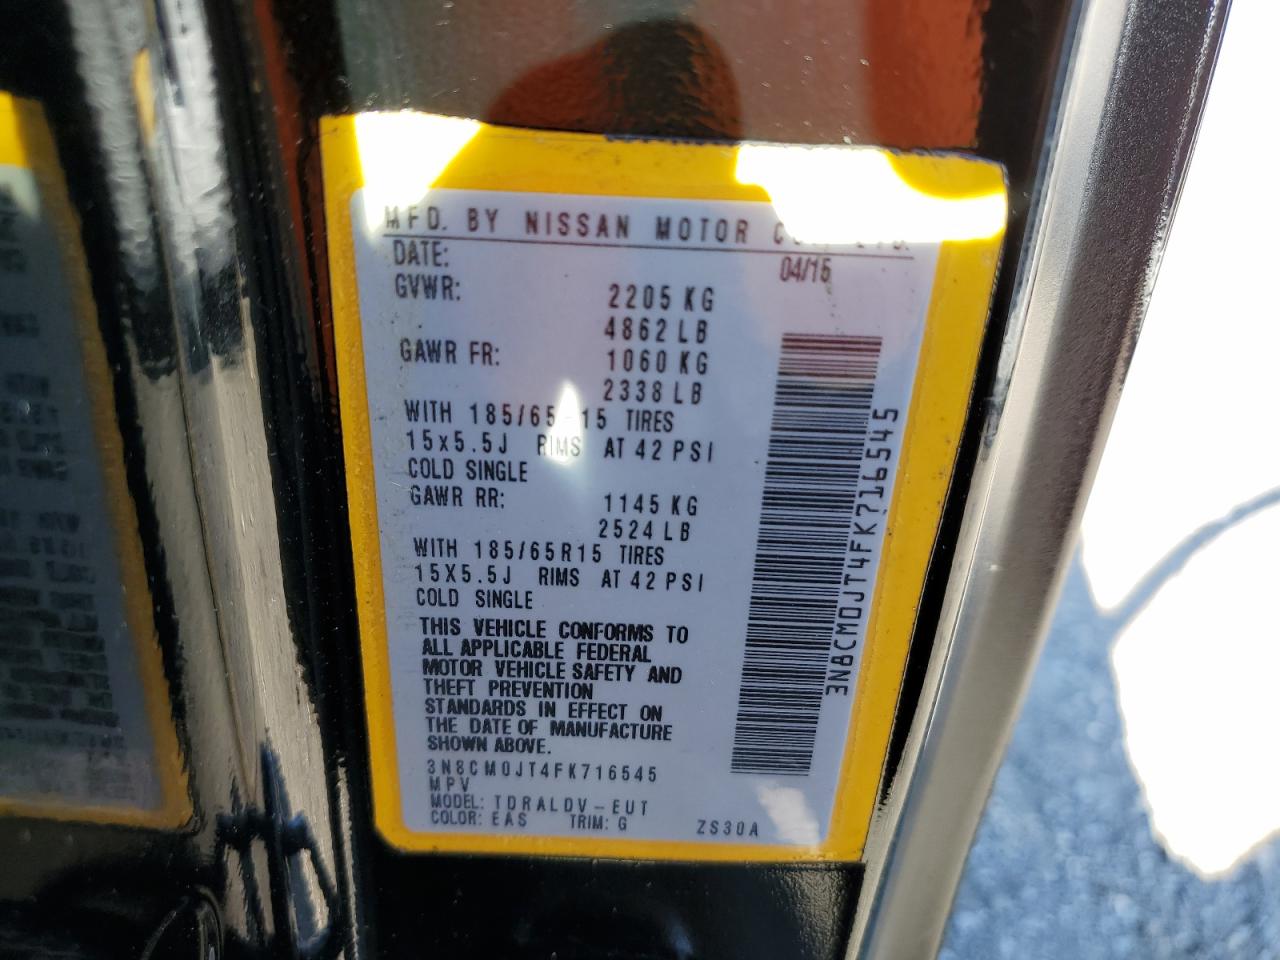 MFD. BY NISSAN MOTOR
DATE: 04/15
GVWR: 2205 KG
4862 LB
GAWR FR: 1060 KG
2338 LB
WITH 185/65 15 TIRES
15x5.5J RIMS AT 42 PSI
COLD SINGLE
GAWR RR: 1145 KG
2524 LB
WITH 185/65R15 TIRES
15X5.5J RIMS AT 42 PSI
COLD SINGLE
THIS VEHICLE CONFORMS TO
ALL APPLICABLE FEDERAL
MOTOR VEHICLE SAFETY AND
THEFT PREVENTION
STANDARDS IN EFFECT ON
THE DATE OF MANUFACTURE
SHOWN ABOVE.
3N8CM0JT4FK716545
MPV
MODEL: TDRALDV-EUT
COLOR: EAS TRIM: G ZS30A
3N8CM0JT4FK716545